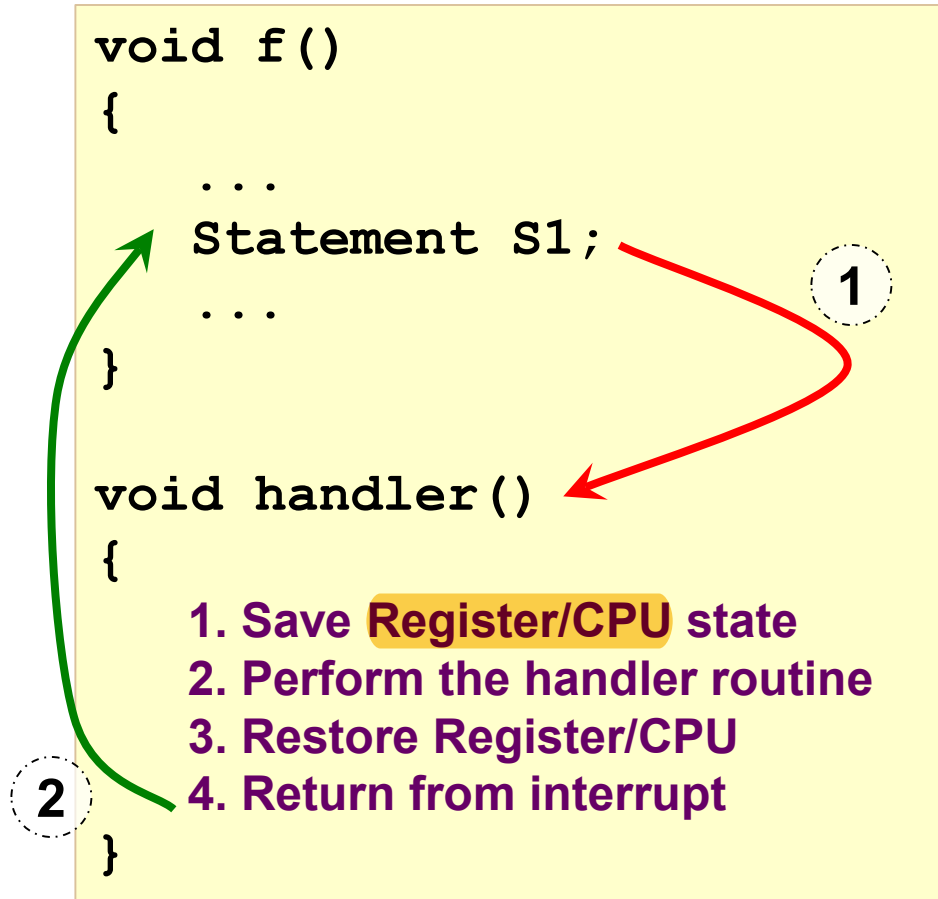 void f()
{
...
Statement S1;
1
...
}
void handler()
{
1. Save Register/CPU state
2. Perform the handler routine
3. Restore Register/CPU
2
4. Return from interrupt
}